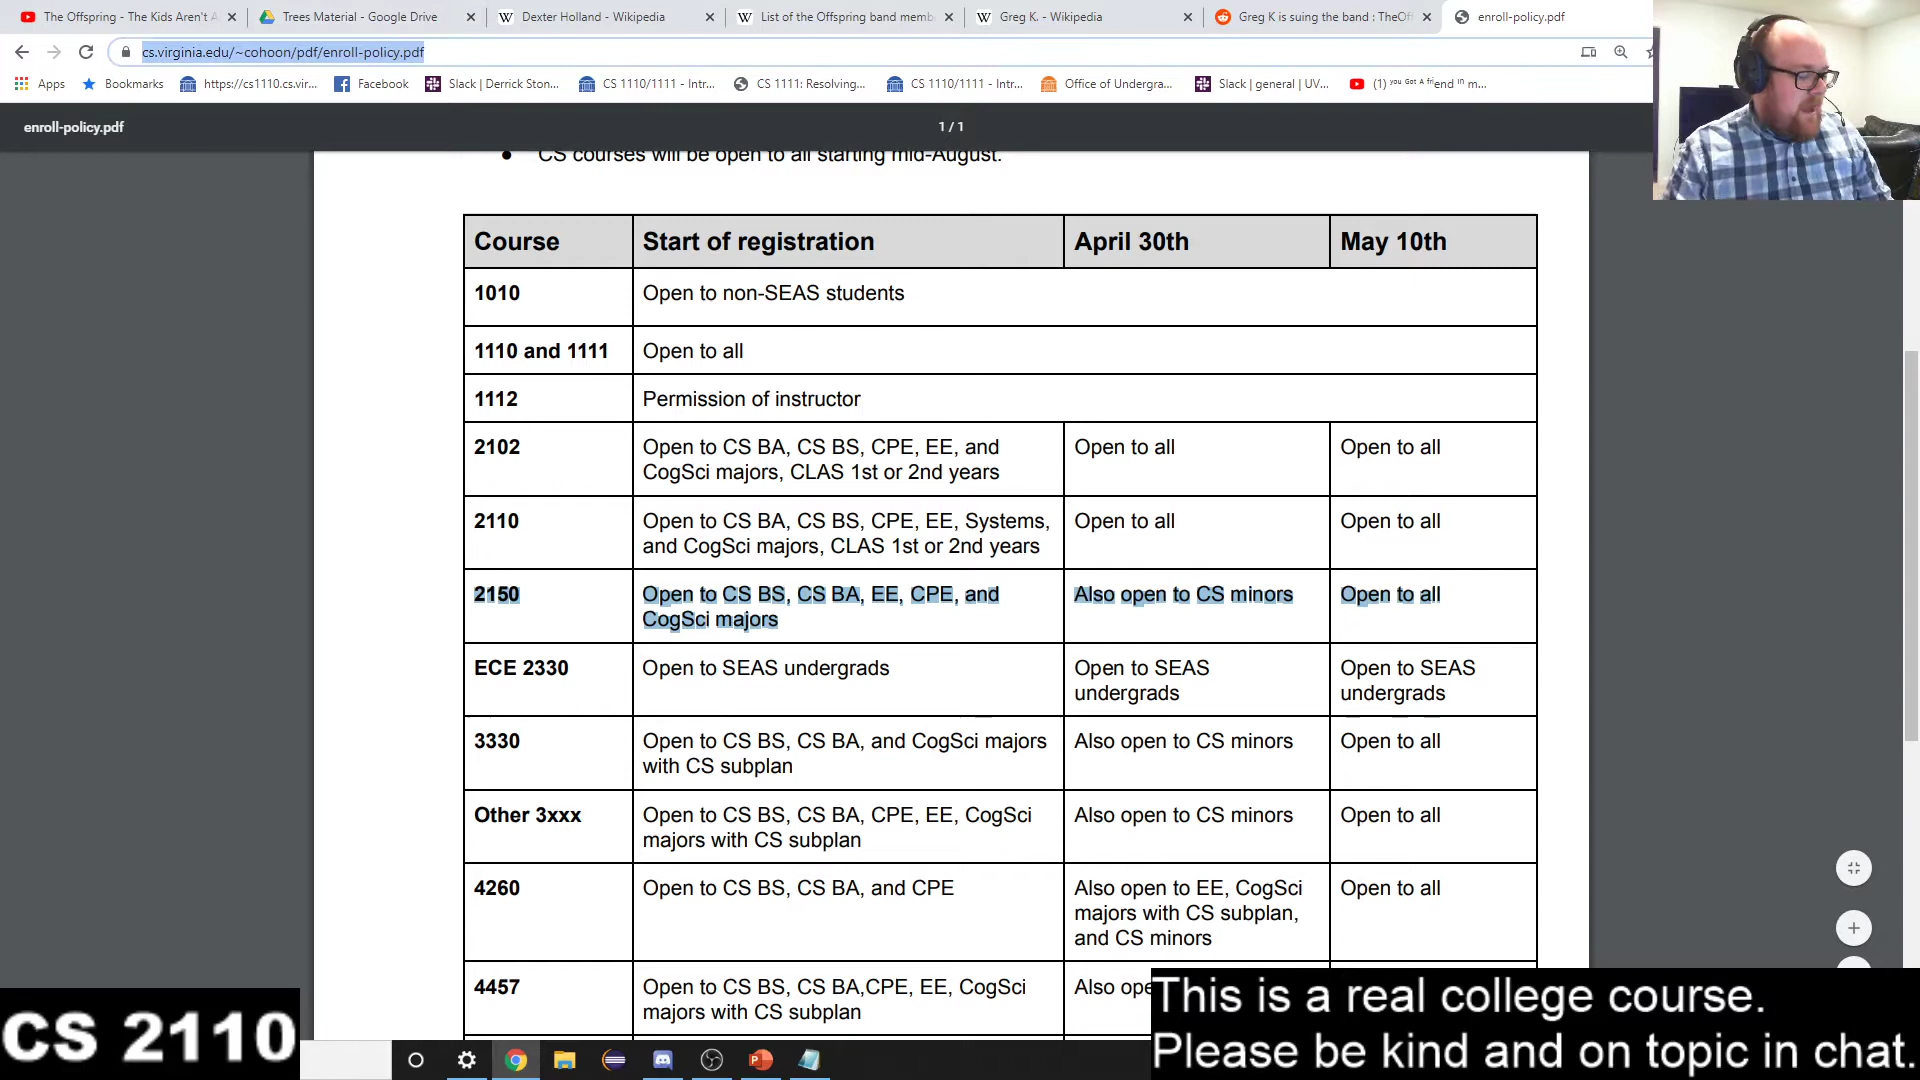 The Offspring - The Kids Aren't A
Trees Material - Google Drive
Dexter Holland - Wikipedia
List of the Offspring band memb
Greg K. - Wikipedia
Greg K is suing the band : TheOf
enroll-policy.pdf
cs.virginia.edu/~cohoon/pdf/enroll-policy.pdf
Apps
Bookmarks
https://cs1110.cs.vir...
Facebook
Slack | Derrick Ston...
CS 1110/1111 - Intr...
CS 1111: Resolving...
CS 1110/1111 - Intr...
Office of Undergra...
Slack | general | UV...
(1) ʸᵒᵘ ᴳᵒᵗ ᴬ ᶠʳiend ᴵⁿ m...
enroll-policy.pdf
1 / 1
● CS courses will be open to all starting mid-August.
Course Start of registration April 30th May 10th
1010 Open to non-SEAS students
1110 and 1111 Open to all
1112 Permission of instructor
2102 Open to CS BA, CS BS, CPE, EE, and Open to all Open to all
CogSci majors, CLAS 1st or 2nd years
2110 Open to CS BA, CS BS, CPE, EE, Systems, Open to all Open to all
and CogSci majors, CLAS 1st or 2nd years
2150 Open to CS BS, CS BA, EE, CPE, and Also open to CS minors Open to all
CogSci majors
ECE 2330 Open to SEAS undergrads Open to SEAS Open to SEAS
undergrads undergrads
3330 Open to CS BS, CS BA, and CogSci majors Also open to CS minors Open to all
with CS subplan
Other 3xxx Open to CS BS, CS BA, CPE, EE, CogSci Also open to CS minors Open to all
majors with CS subplan
4260 Open to CS BS, CS BA, and CPE Also open to EE, CogSci Open to all
majors with CS subplan,
and CS minors
4457 Open to CS BS, CS BA,CPE, EE, CogSci Also ope
majors with CS subplan
CS 2110
This is a real college course.
Please be kind and on topic in chat.